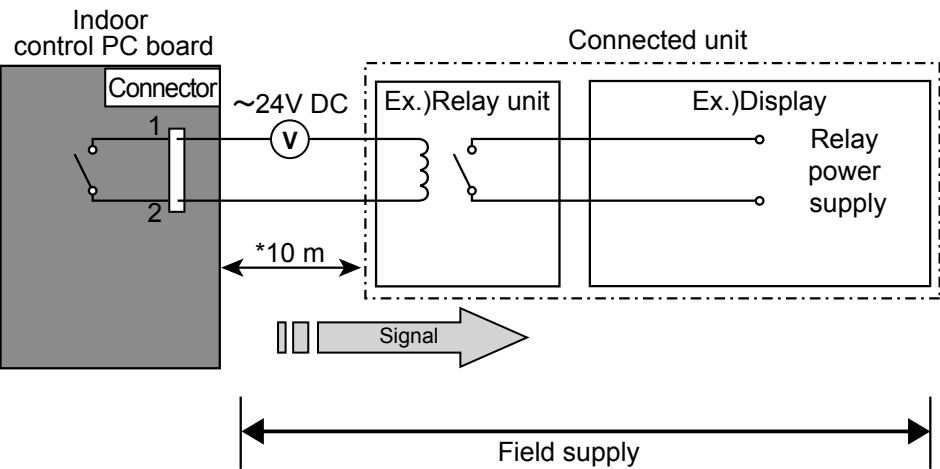 Indoor
control PC board
Connected unit
Connector
~24V DC
Ex.)Relay unit
Ex.)Display
1
V
Relay
power
supply
2
*10 m
Signal
Field supply